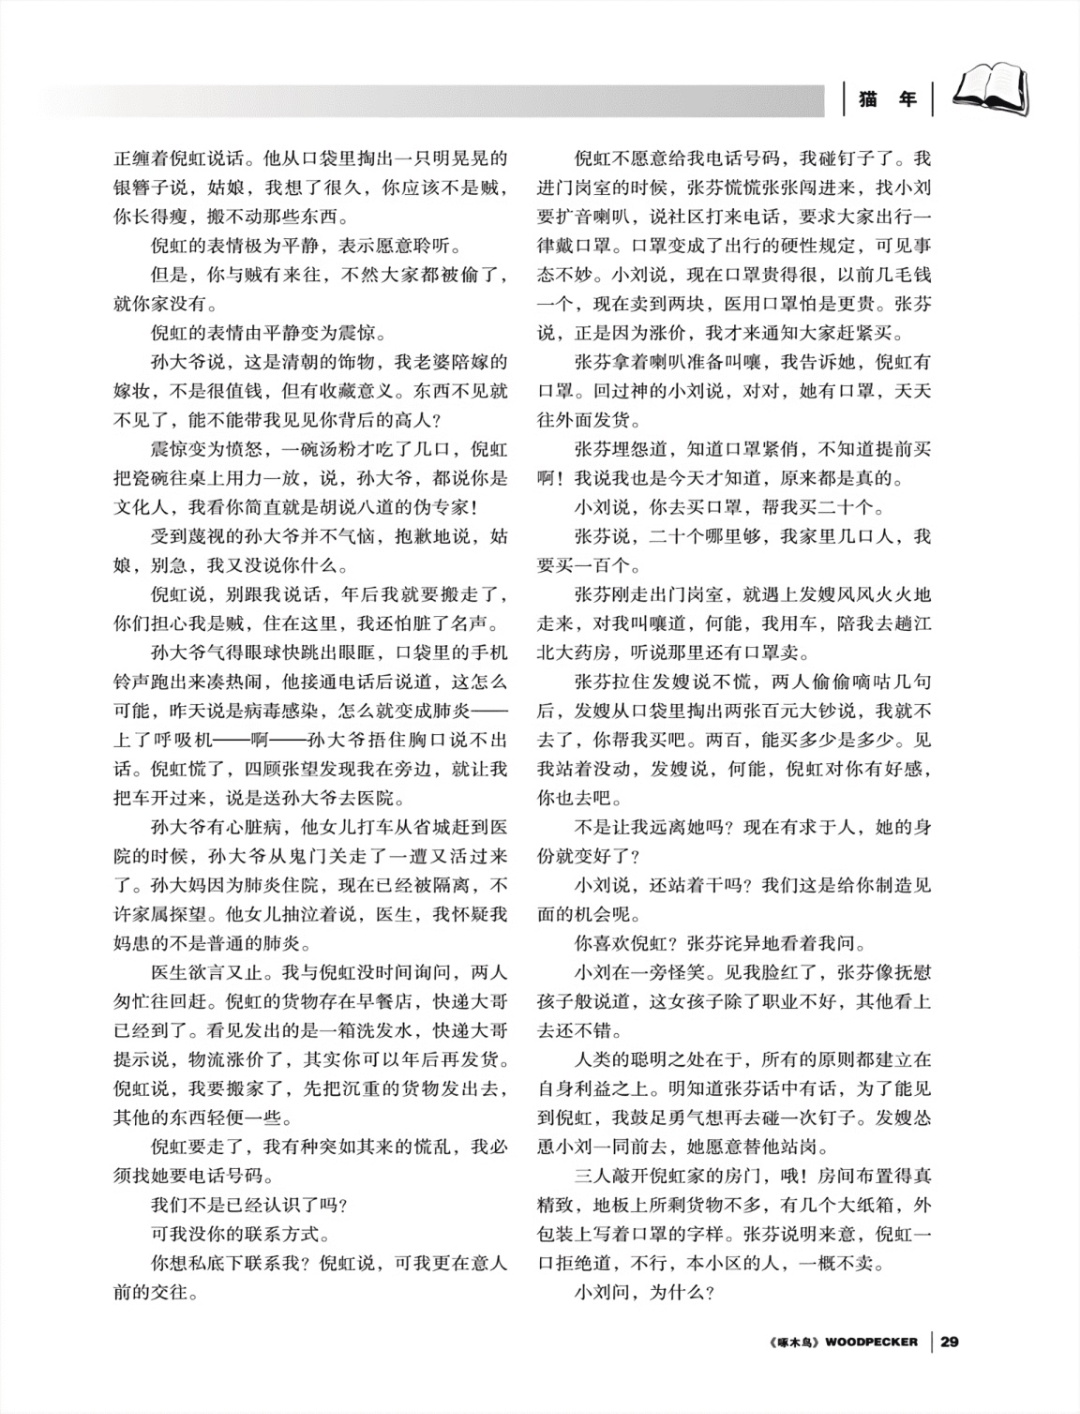 猫 年
正缠着倪虹说话。他从口袋里掏出一只明晃晃的
银簪子说，姑娘，我想了很久，你应该不是贼，
你长得瘦，搬不动那些东西。
倪虹的表情极为平静，表示愿意聆听。
但是，你与贼有来往，不然大家都被偷了，
就你家没有。
倪虹的表情由平静变为震惊。
孙大爷说，这是清朝的饰物，我老婆陪嫁的
嫁妆，不是很值钱，但有收藏意义。东西不见就
不见了，能不能带我见见你背后的高人？
震惊变为愤怒，一碗汤粉才吃了几口，倪虹
把瓷碗往桌上用力一放，说，孙大爷，都说你是
文化人，我看你简直就是胡说八道的伪专家！
受到蔑视的孙大爷并不气恼，抱歉地说，姑
娘，别急，我又没说你什么。
倪虹说，别跟我说话，年后我就要搬走了，
你们担心我是贼，住在这里，我还怕脏了名声。
孙大爷气得眼球快跳出眼眶，口袋里的手机
铃声跑出来凑热闹，他接通电话后说道，这怎么
可能，昨天说是病毒感染，怎么就变成肺炎——
上了呼吸机——啊——孙大爷捂住胸口说不出
话。倪虹慌了，四顾张望发现我在旁边，就让我
把车开过来，说是送孙大爷去医院。
孙大爷有心脏病，他女儿打车从省城赶到医
院的时候，孙大爷从鬼门关走了一遭又活过来
了。孙大妈因为肺炎住院，现在已经被隔离，不
许家属探望。他女儿抽泣着说，医生，我怀疑我
妈患的不是普通的肺炎。
医生欲言又止。我与倪虹没时间询问，两人
匆忙往回赶。倪虹的货物存在早餐店，快递大哥
已经到了。看见发出的是一箱洗发水，快递大哥
提示说，物流涨价了，其实你可以年后再发货。
倪虹说，我要搬家了，先把沉重的货物发出去，
其他的东西轻便一些。
倪虹要走了，我有种突如其来的慌乱，我必
须找她要电话号码。
我们不是已经认识了吗？
可我没你的联系方式。
你想私底下联系我？倪虹说，可我更在意人
前的交往。
倪虹不愿意给我电话号码，我碰钉子了。我
进门岗室的时候，张芬慌慌张张闯进来，找小刘
要扩音喇叭，说社区打来电话，要求大家出行一
律戴口罩。口罩变成了出行的硬性规定，可见事
态不妙。小刘说，现在口罩贵得很，以前几毛钱
一个，现在卖到两块，医用口罩怕是更贵。张芬
说，正是因为涨价，我才来通知大家赶紧买。
张芬拿着喇叭准备叫嚷，我告诉她，倪虹有
口罩。回过神的小刘说，对对，她有口罩，天天
往外面发货。
张芬埋怨道，知道口罩紧俏，不知道提前买
啊！我说我也是今天才知道，原来都是真的。
小刘说，你去买口罩，帮我买二十个。
张芬说，二十个哪里够，我家里几口人，我
要买一百个。
张芬刚走出门岗室，就遇上发嫂风风火火地
走来，对我叫嚷道，何能，我用车，陪我去趟江
北大药房，听说那里还有口罩卖。
张芬拉住发嫂说不慌，两人偷偷嘀咕几句
后，发嫂从口袋里掏出两张百元大钞说，我就不
去了，你帮我买吧。两百，能买多少是多少。见
我站着没动，发嫂说，何能，倪虹对你有好感，
你也去吧。
不是让我远离她吗？现在有求于人，她的身
份就变好了？
小刘说，还站着干吗？我们这是给你制造见
面的机会呢。
你喜欢倪虹？张芬诧异地看着我问。
小刘在一旁怪笑。见我脸红了，张芬像抚慰
孩子般说道，这女孩子除了职业不好，其他看上
去还不错。
人类的聪明之处在于，所有的原则都建立在
自身利益之上。明知道张芬话中有话，为了能见
到倪虹，我鼓足勇气想再去碰一次钉子。发嫂怂
恿小刘一同前去，她愿意替他站岗。
三人敲开倪虹家的房门，哦！房间布置得真
精致，地板上所剩货物不多，有几个大纸箱，外
包装上写着口罩的字样。张芬说明来意，倪虹一
口拒绝道，不行，本小区的人，一概不卖。
小刘问，为什么？
《啄木鸟》WOODPECKER 29